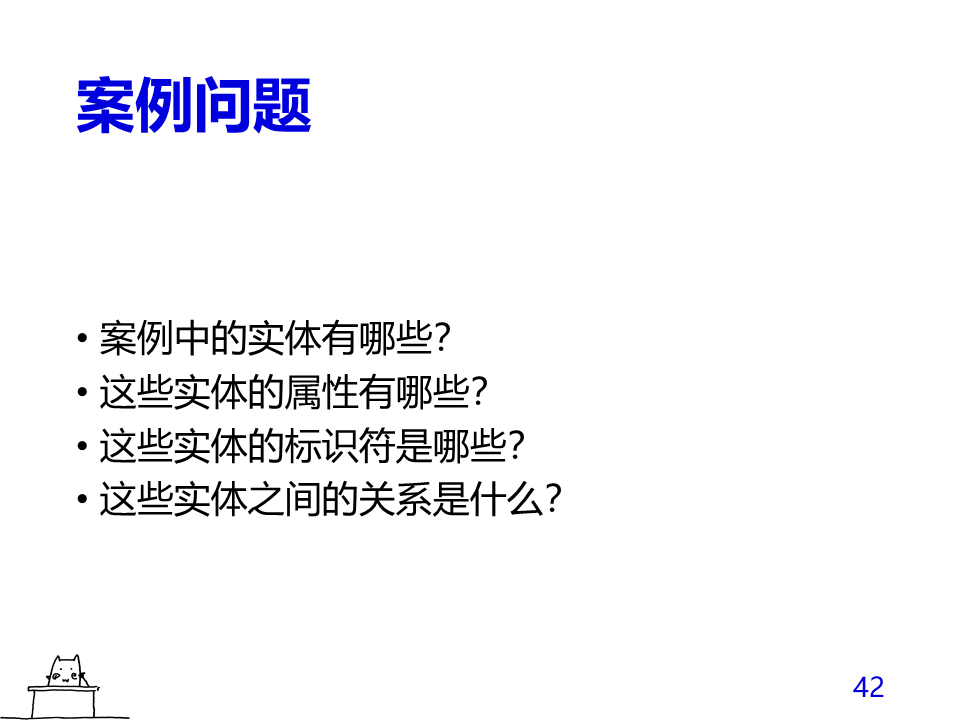 案例问题
• 案例中的实体有哪些？
• 这些实体的属性有哪些？
• 这些实体的标识符是哪些？
• 这些实体之间的关系是什么？
42